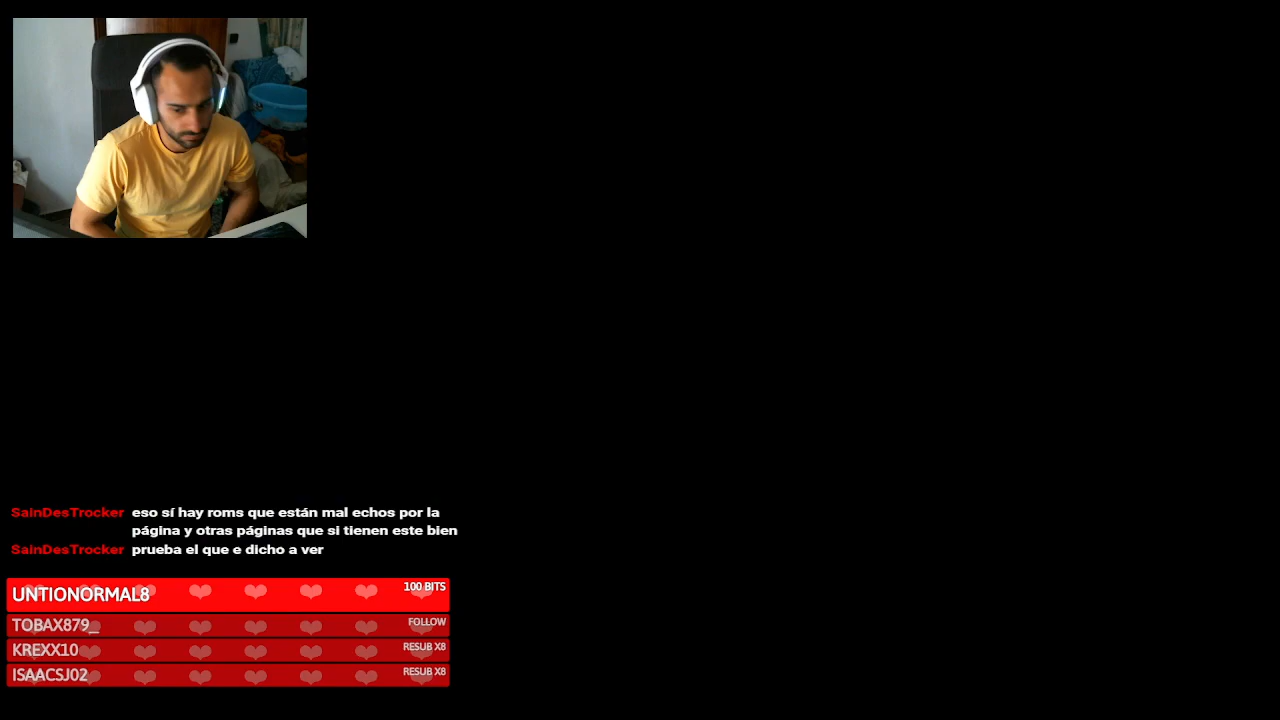 SainDesTrocker eso sí hay roms que están mal echos por la
página y otras páginas que si tienen este bien
SainDesTrocker prueba el que e dicho a ver
UNTIONORMAL8 100 BITS
TOBAX879_ FOLLOW
KREXX10 RESUB X8
ISAACSJ02 RESUB X8